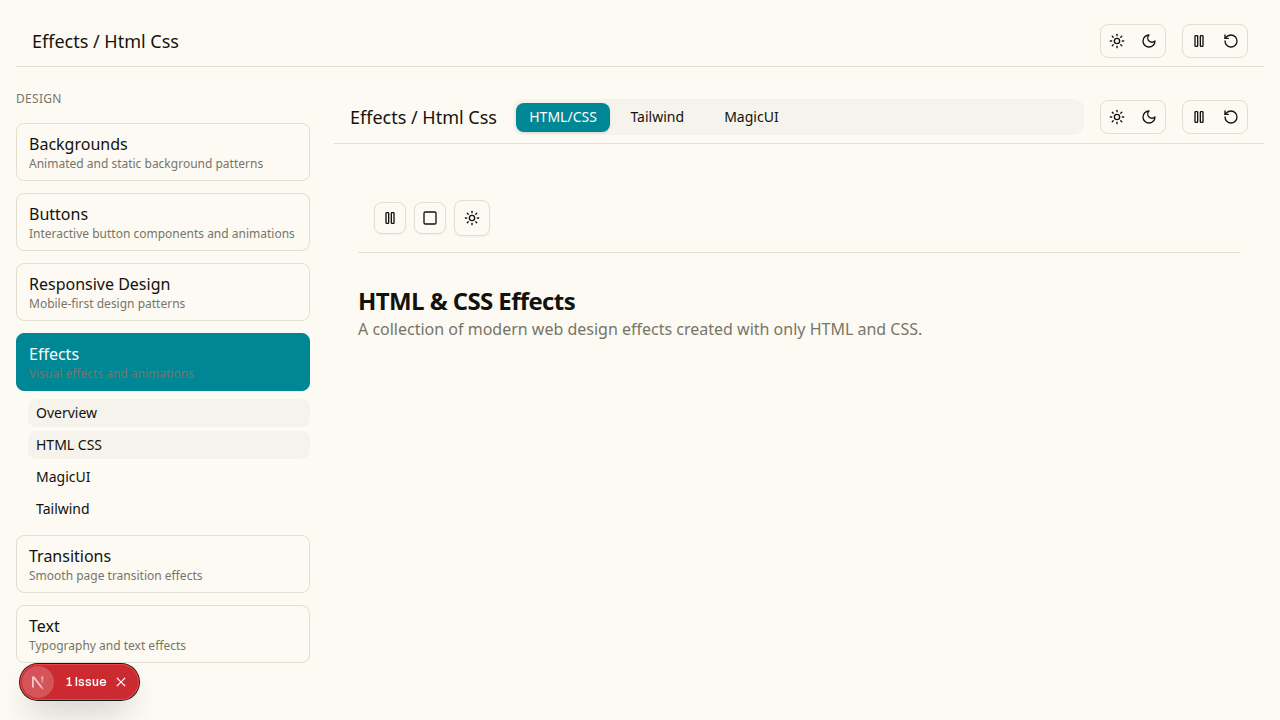 Effects / Html Css
DESIGN
Backgrounds
Animated and static background patterns
Buttons
Interactive button components and animations
Responsive Design
Mobile-first design patterns
Effects
Visual effects and animations
Overview
HTML CSS
MagicUI
Tailwind
Transitions
Smooth page transition effects
Text
Typography and text effects
N 1 Issue
Effects / Html Css HTML/CSS Tailwind MagicUI
HTML & CSS Effects
A collection of modern web design effects created with only HTML and CSS.